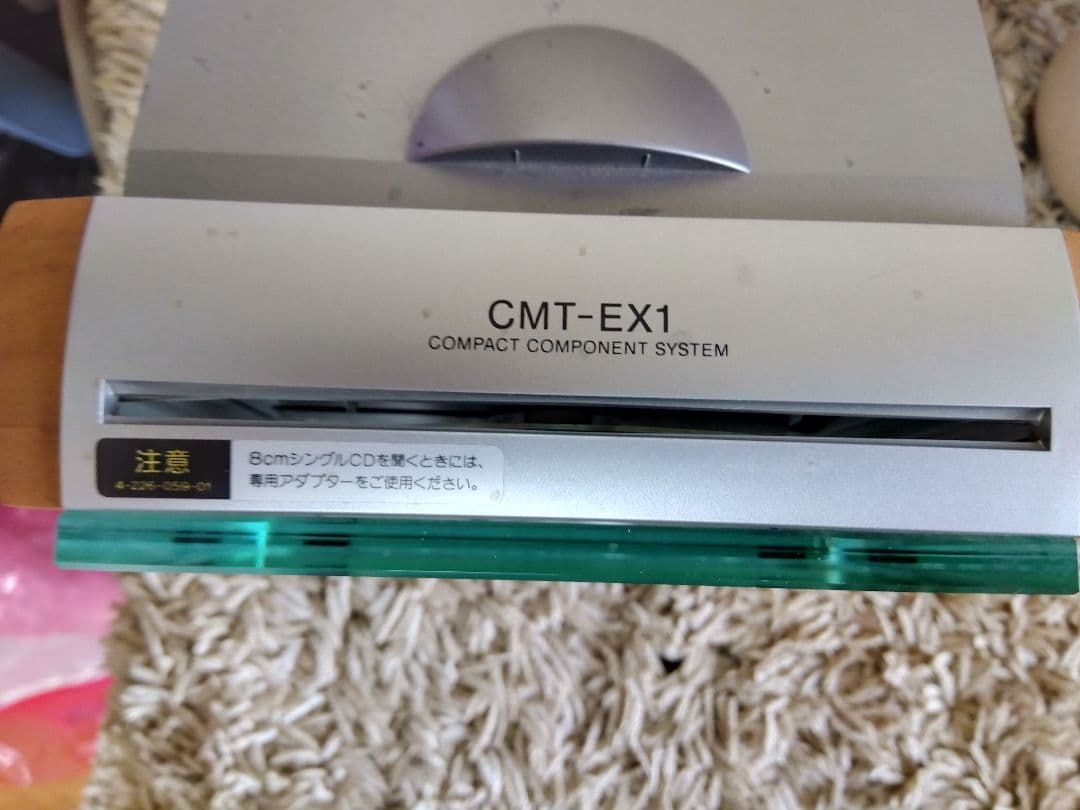 CMT-EX1
COMPACT COMPONENT SYSTEM
注意
4-226-059-01
8cmシングルCDを聞くときには、
専用アダプターをご使用ください。